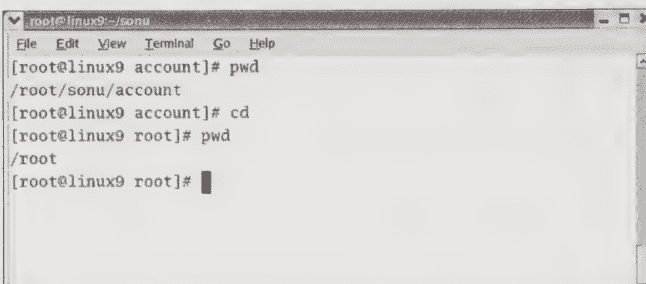 root@linux9:~/sonu
File Edit View Terminal Go Help
[root@linux9 account]# pwd
/root/sonu/account
[root@linux9 account]# cd
[root@linux9 root]# pwd
/root
[root@linux9 root]#